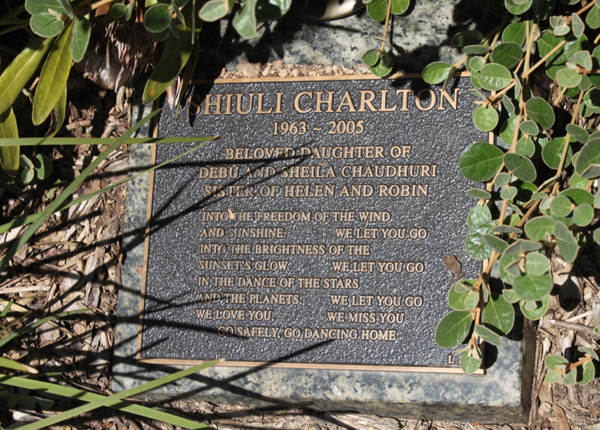 SHIULI CHARLTON
1963 ~ 2005
BELOVED DAUGHTER OF
DEBU AND SHEILA CHAUDHURI
SISTER OF HELEN AND ROBIN
INTO THE FREEDOM OF THE WIND
AND SUNSHINE. WE LET YOU GO
INTO THE BRIGHTNESS OF THE
SUNSET'S GLOW. WE LET YOU GO
IN THE DANCE OF THE STARS
AND THE PLANETS. WE LET YOU GO
WE LOVE YOU. WE MISS YOU
GO SAFELY, GO DANCING HOME